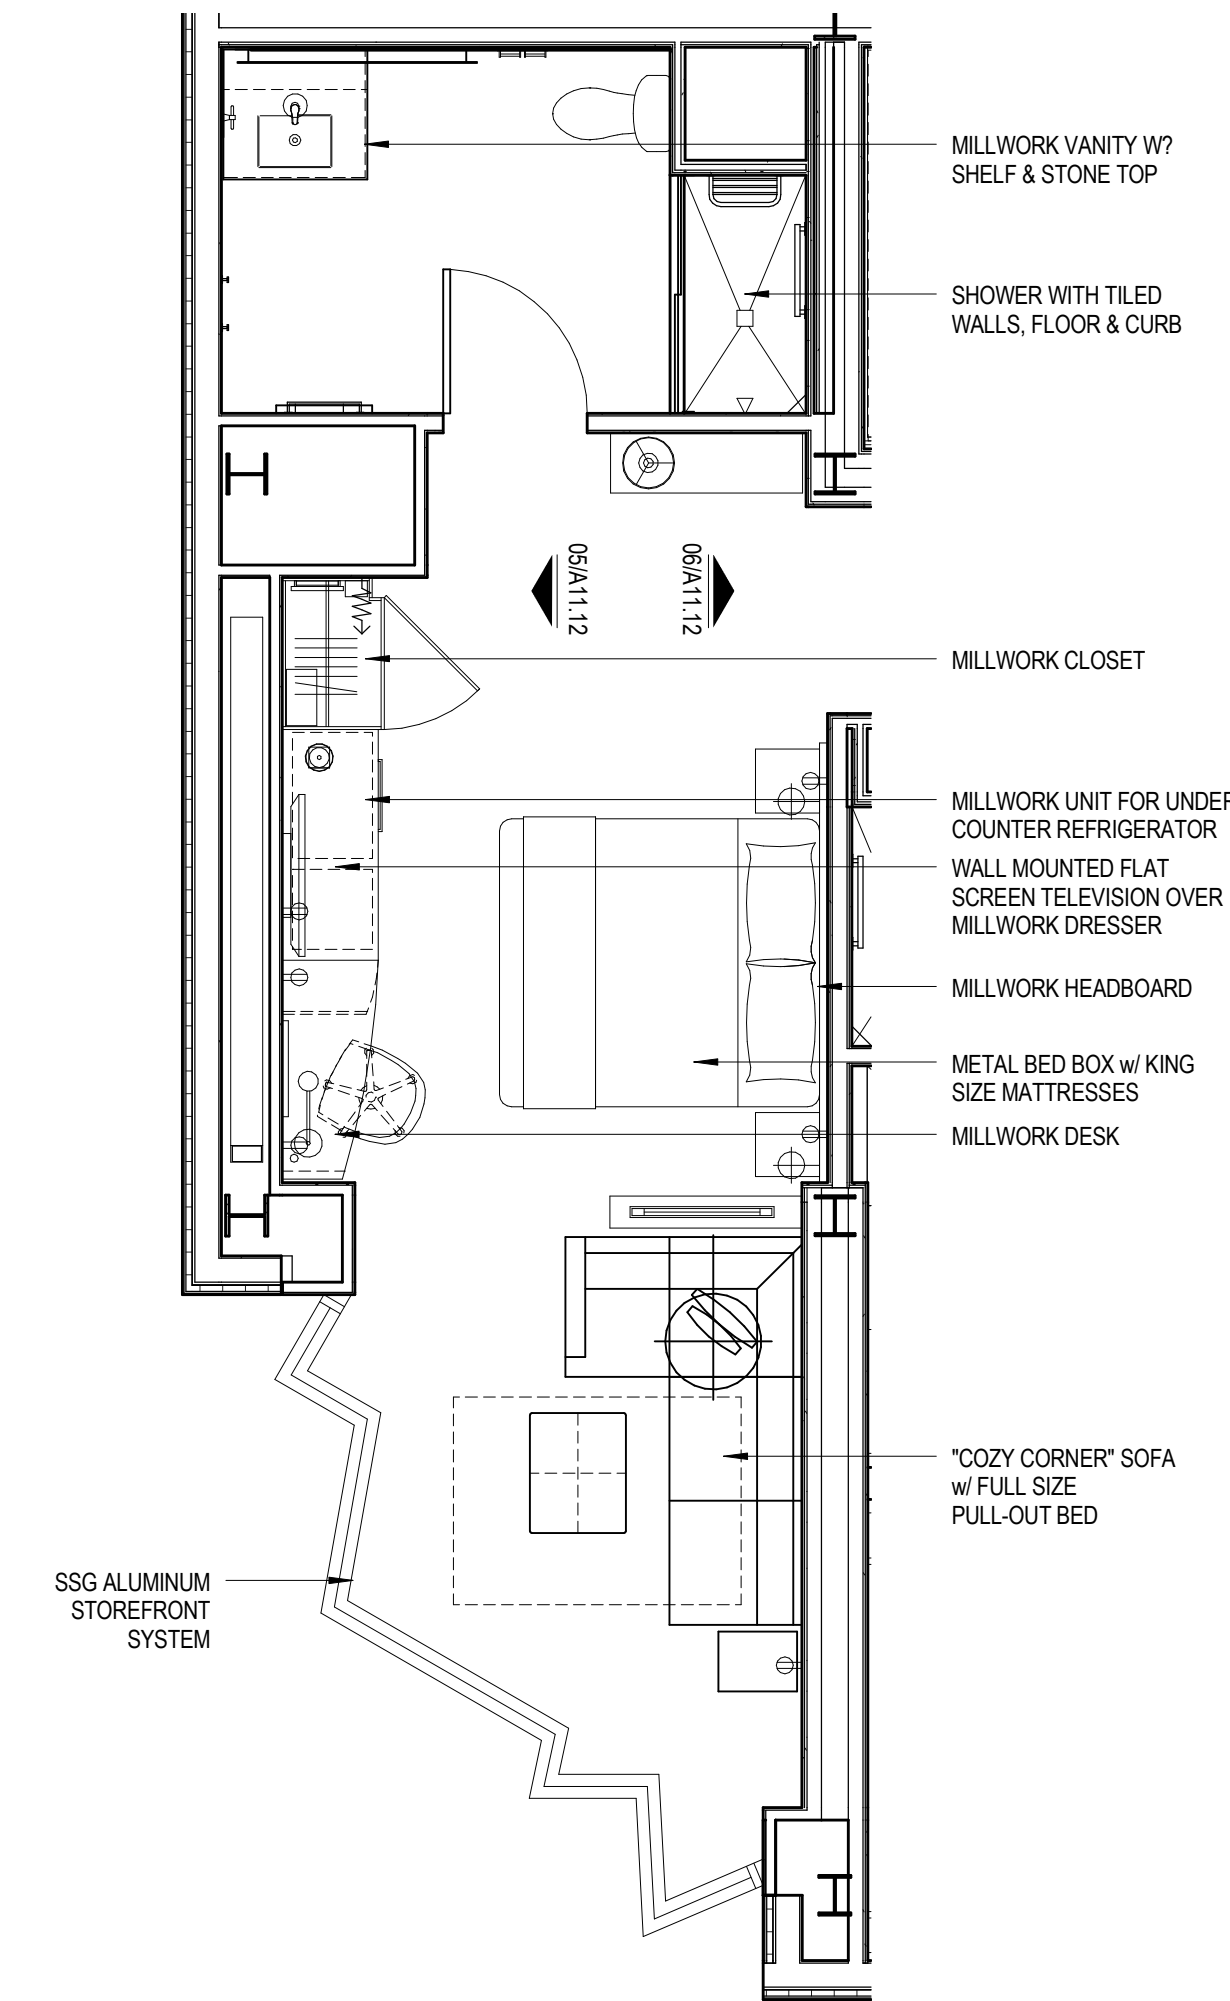 MILLWORK VANITY W?
SHELF & STONE TOP
SHOWER WITH TILED
WALLS, FLOOR & CURB
05/A11.12
06/A11.12
MILLWORK CLOSET
MILLWORK UNIT FOR UNDER
COUNTER REFRIGERATOR
WALL MOUNTED FLAT
SCREEN TELEVISION OVER
MILLWORK DRESSER
MILLWORK HEADBOARD
METAL BED BOX w/ KING
SIZE MATTRESSES
MILLWORK DESK
"COZY CORNER" SOFA
w/ FULL SIZE
PULL-OUT BED
SSG ALUMINUM
STOREFRONT
SYSTEM